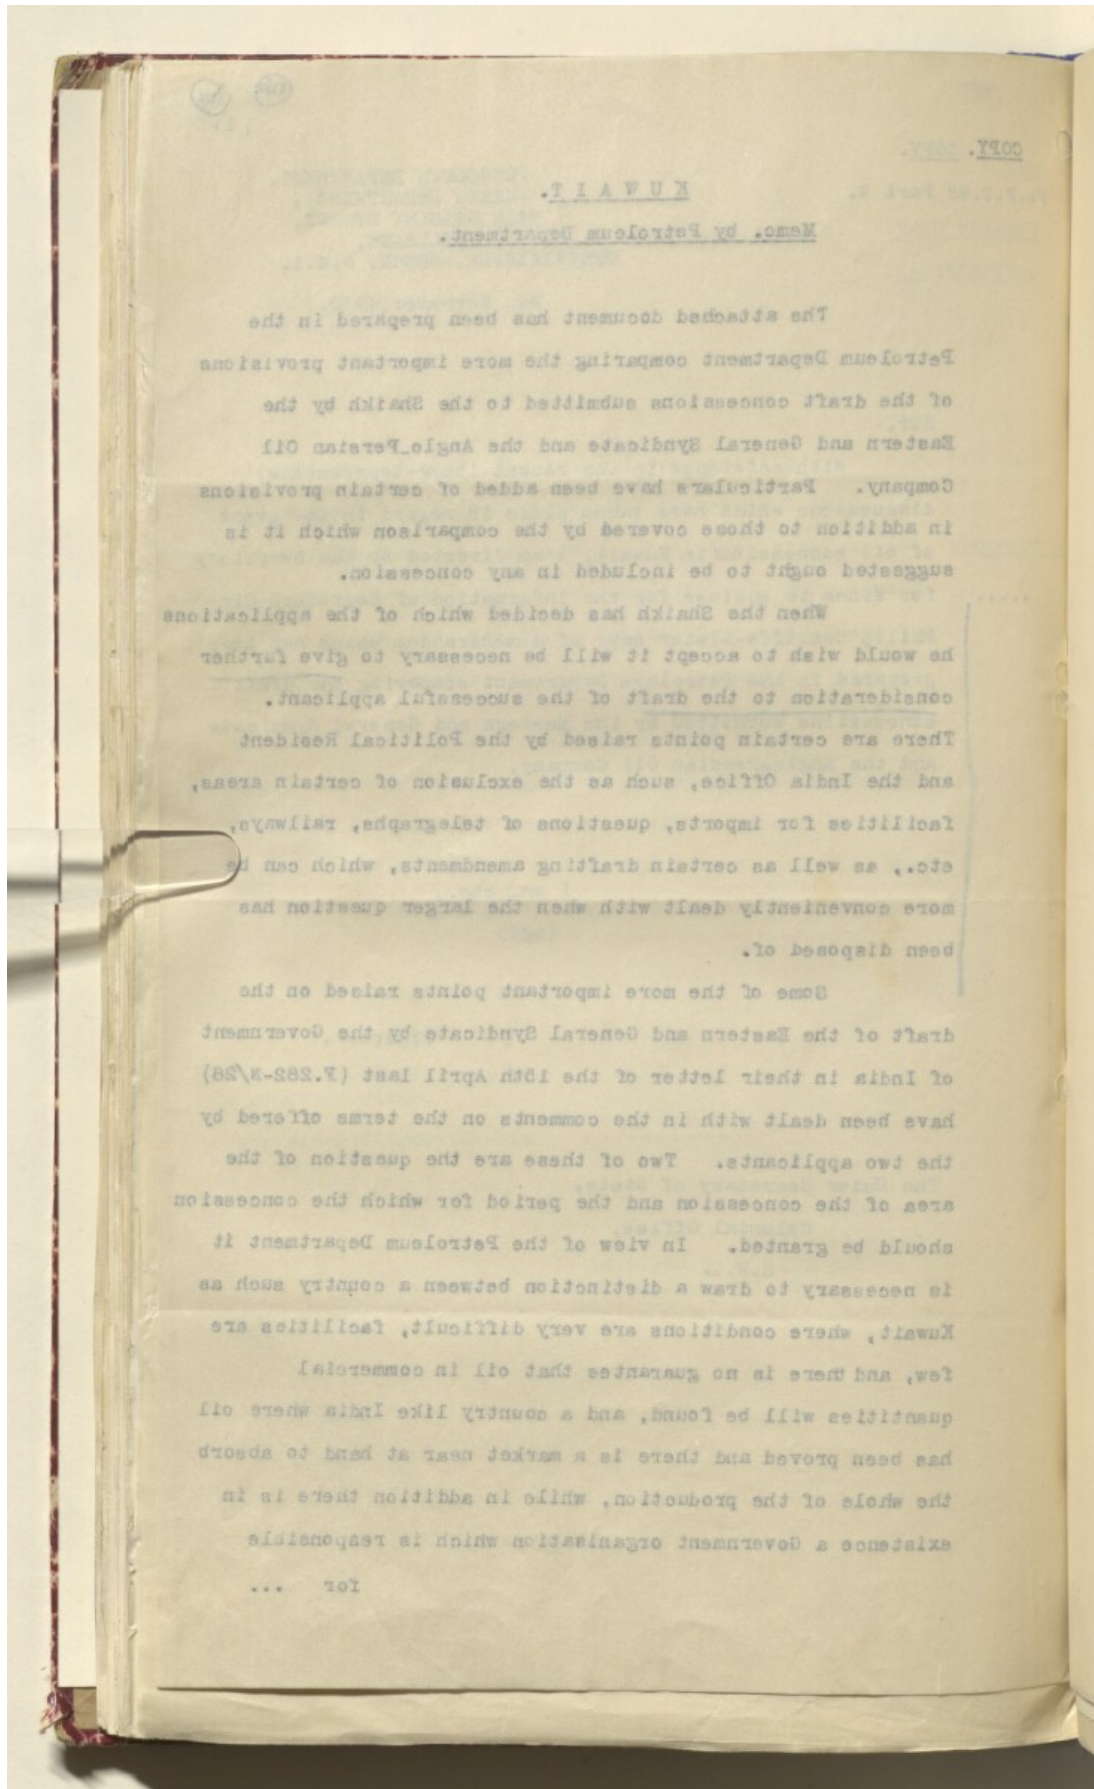 COPY.
KUWAIT.
Memo. by Petroleum Department.
The attached document has been prepared in the
Petroleum Department comparing the more important provisions
of the draft concessions submitted to the Shaikh by the
Eastern and General Syndicate and the Anglo-Persian Oil
Company. Particulars have been added of certain provisions
in addition to those covered by the comparison which it is
suggested ought to be included in any concession.
When the Shaikh has decided which of the applications
he would wish to accept it will be necessary to give further
consideration to the draft of the successful applicant.
There are certain points raised by the Political Resident
and the India Office, such as the exclusion of certain areas,
facilities for imports, questions of telegraphs, railways,
etc., as well as certain drafting amendments, which can be
more conveniently dealt with when the larger question has
been disposed of.
Some of the more important points raised on the
draft of the Eastern and General Syndicate by the Government
of India in their letter of the 15th April last (F.282-N/28)
have been dealt with in the comments on the terms offered by
the two applicants. Two of these are the question of the
area of the concession and the period for which the concession
should be granted. In view of the Petroleum Department it
is necessary to draw a distinction between a country such as
Kuwait, where conditions are very difficult, facilities are
few, and there is no guarantee that oil in commercial
quantities will be found, and a country like India where oil
has been proved and there is a market near at hand to absorb
the whole of the production, while in addition there is in
existence a Government organisation which is responsible
for ...